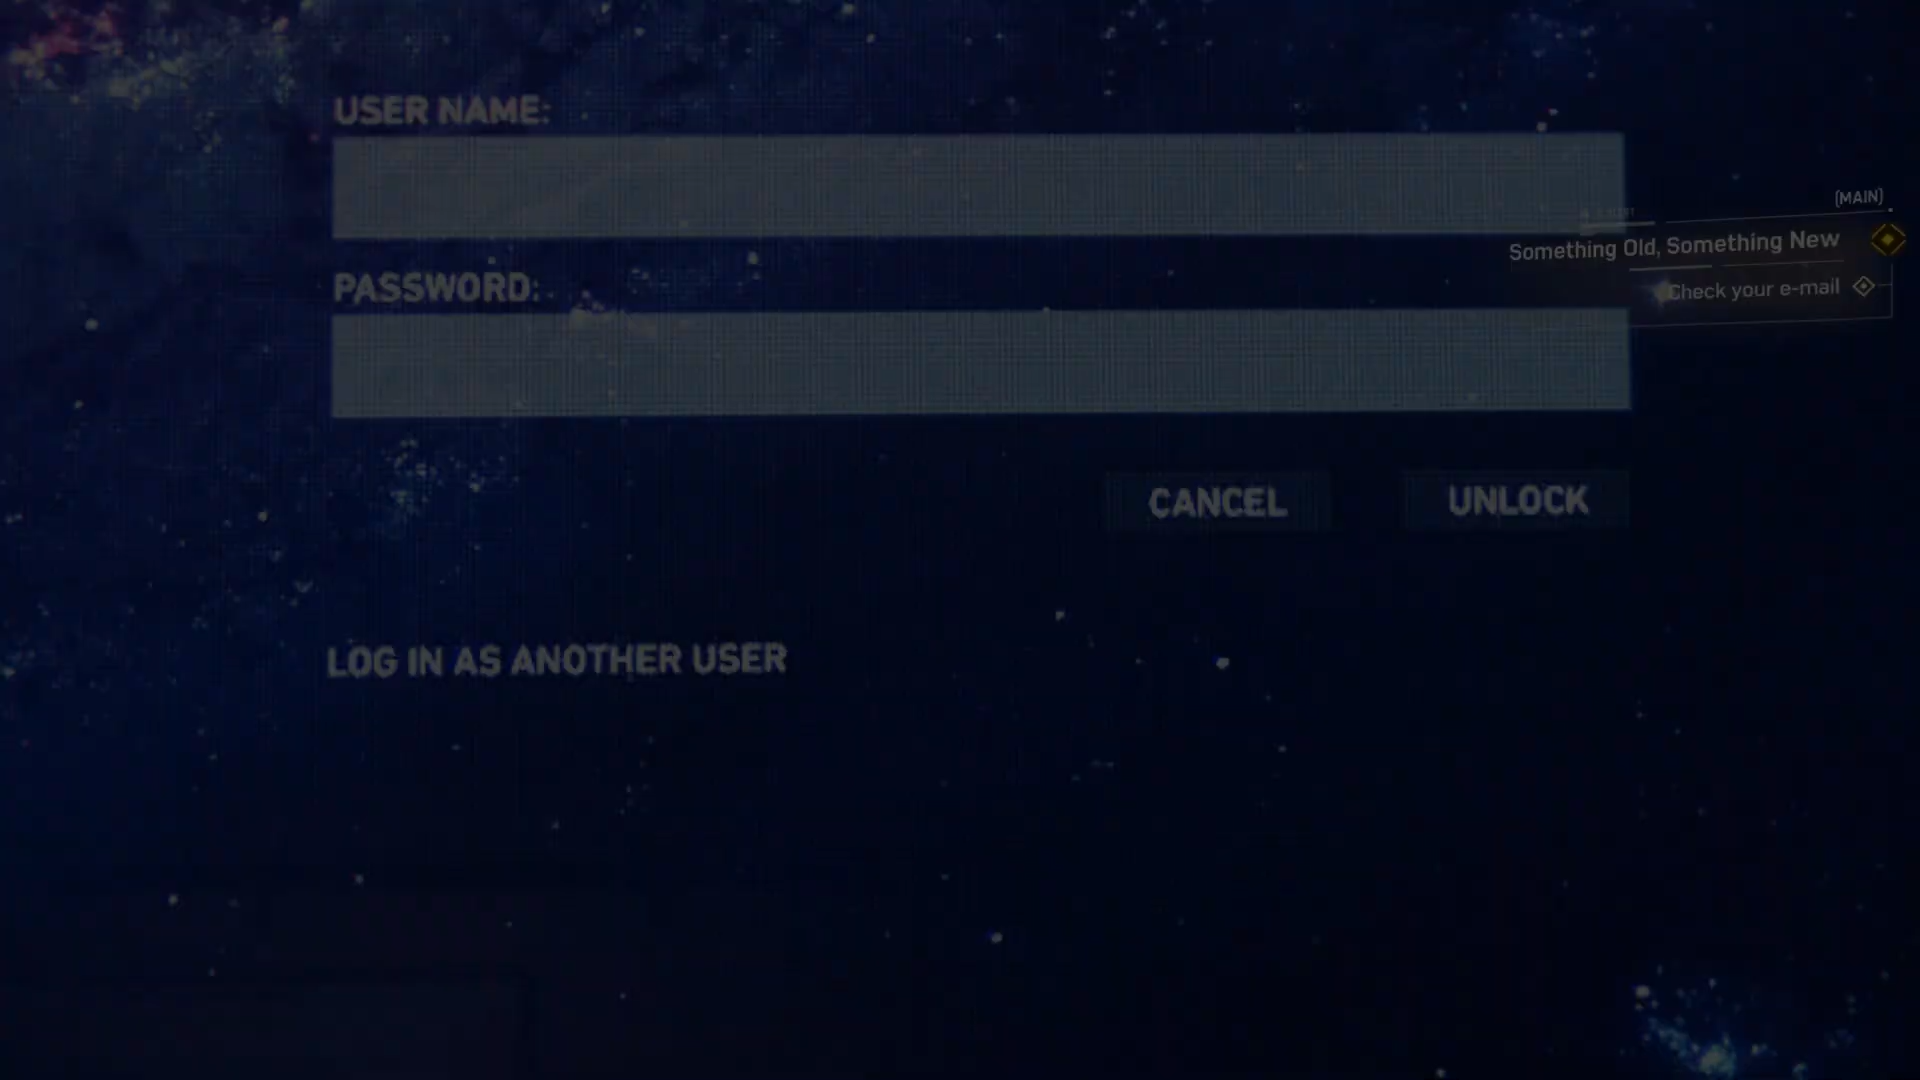 USER NAME:
(MAIN)
Something Old, Something New
PASSWORD:
Check your e-mail
CANCEL
UNLOCK
LOG IN AS ANOTHER USER